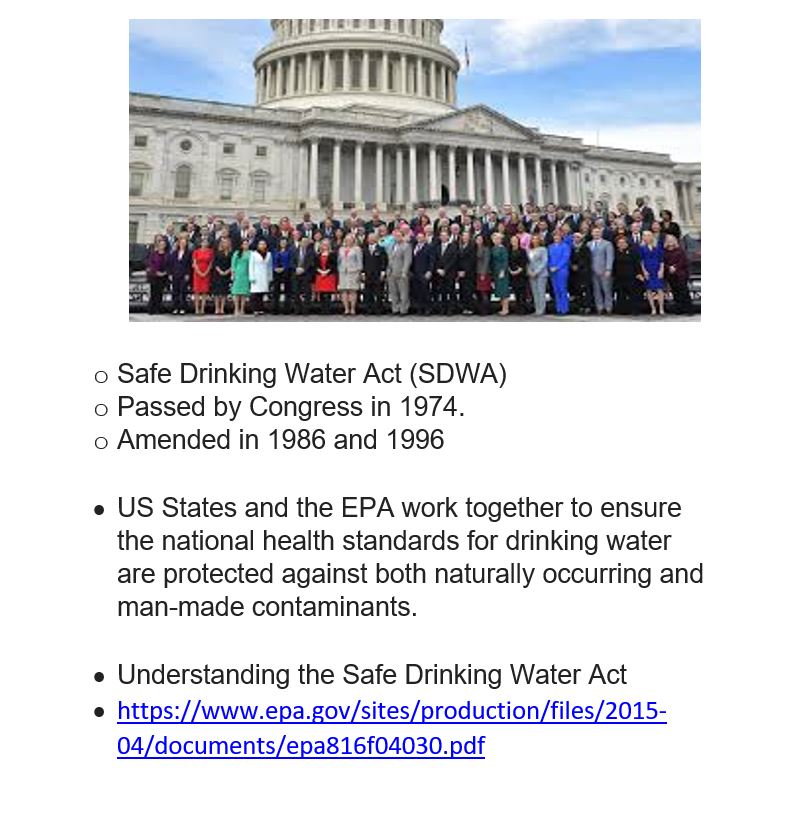 Safe Drinking Water Act (SDWA)
Passed by Congress in 1974.
Amended in 1986 and 1996
US States and the EPA work together to ensure
the national health standards for drinking water
are protected against both naturally occurring and
man-made contaminants.
Understanding the Safe Drinking Water Act
https://www.epa.gov/sites/production/files/2015-
04/documents/epa816f04030.pdf